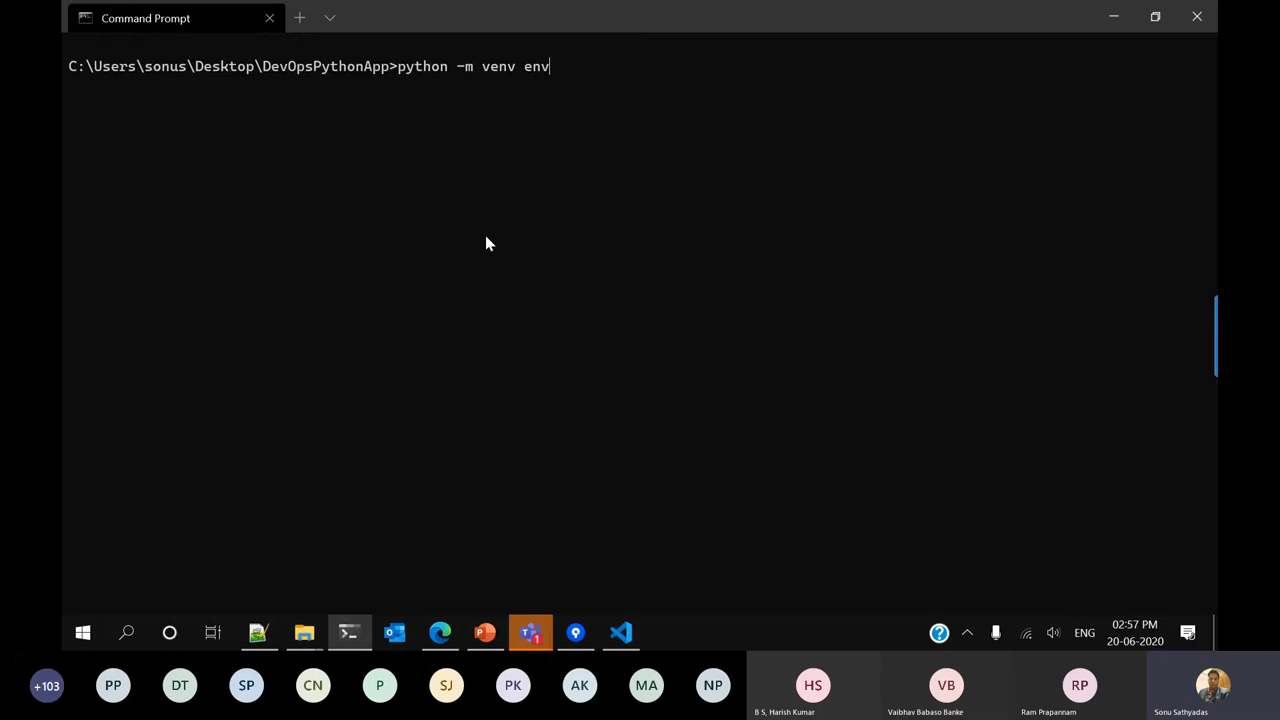 Command Prompt
C:\Users\sonus\Desktop\DevOpsPythonApp>python -m venv env
T
1
ENG
02:57 PM
20-06-2020
+103
PP
DT
SP
CN
P
SJ
PK
AK
MA
NP
HS
B S, Harish Kumar
VB
Vaibhav Babaso Banke
RP
Ram Prapannam
Sonu Sathyadas